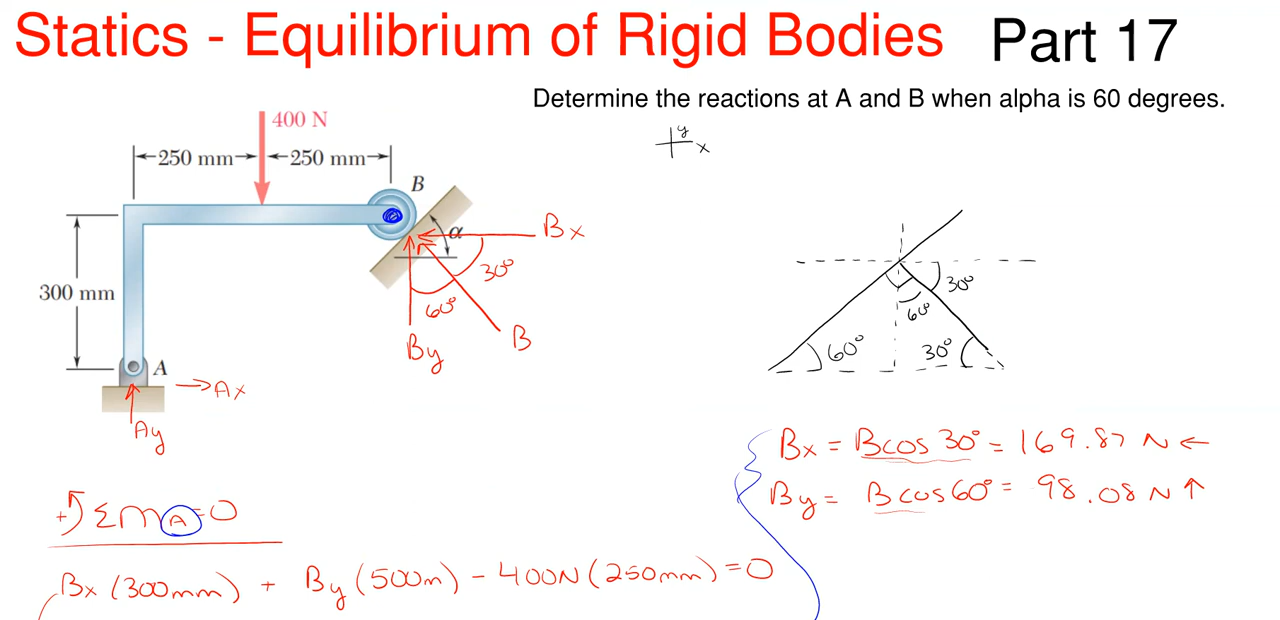 Statics - Equilibrium of Rigid Bodies Part 17
Determine the reactions at A and B when alpha is 60 degrees.
y
x
400 N
250 mm 250 mm
B
α
Bx
30°
60°
B
By
300 mm
A
Ax
Ay
30°
60°
60°
30°
Bx = Bcos 30° = 169.87 N ←
By = Bcos60° = 98.08 N ↑
+↺ ΣMA=0
Bx (300mm) + By (500m) - 400N (250mm) = 0